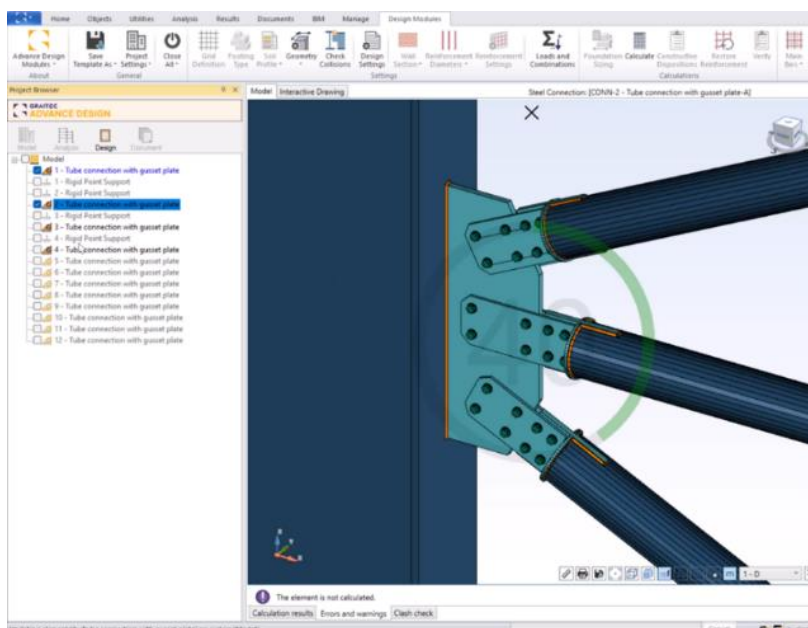 Home Objects Utilities Analysis Results Documents BIM Manage Design Modules
Advance Design Modules
Save Template As
Project Settings
Close All
Grid Definition
Footing Type
Soil Profile
Geometry
Check Collisions
Design Settings
Wall Section
Reinforcement Diameters
Reinforcement Settings
Loads and Combinations
Foundation Sizing
Calculate
Constructive Dispositions
Restore Reinforcement
Verify
Main
About General Settings Calculations
Project Browser
Model Interactive Drawing
Steel Connection: [CONN-2 - Tube connection with gusset plate-A]
GRAITEC
ADVANCE DESIGN
Model Analysis Design Document
Model
1 - Tube connection with gusset plate
1 - Rigid Point Support
2 - Rigid Point Support
2 - Tube connection with gusset plate
3 - Rigid Point Support
3 - Tube connection with gusset plate
4 - Rigid Point Support
4 - Tube connection with gusset plate
5 - Tube connection with gusset plate
6 - Tube connection with gusset plate
7 - Tube connection with gusset plate
8 - Tube connection with gusset plate
9 - Tube connection with gusset plate
10 - Tube connection with gusset plate
11 - Tube connection with gusset plate
12 - Tube connection with gusset plate
40
1 - D
The element is not calculated.
Calculation results Errors and warnings Clash check